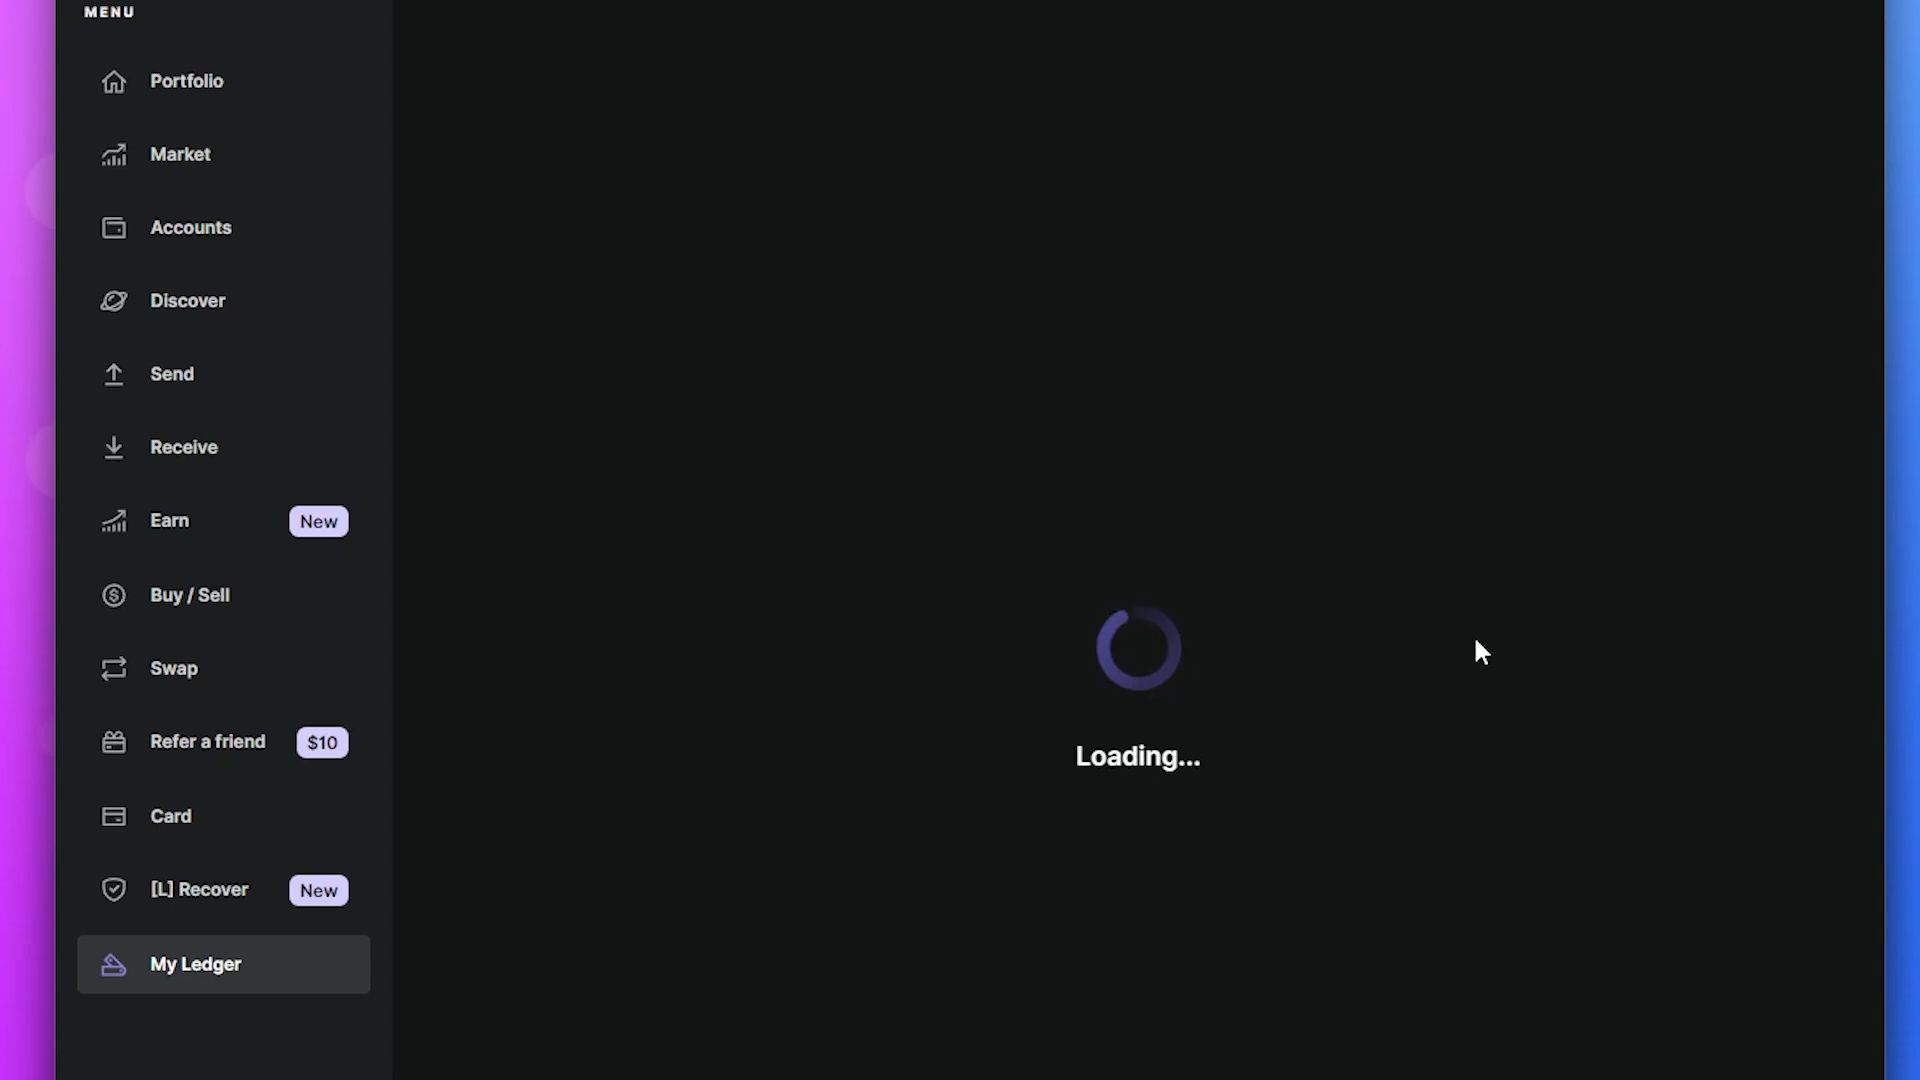 MENU
Portfolio
Market
Accounts
Discover
Send
Receive
Earn New
Buy / Sell
Swap
Refer a friend $10
Card
[L] Recover New
My Ledger
Loading...